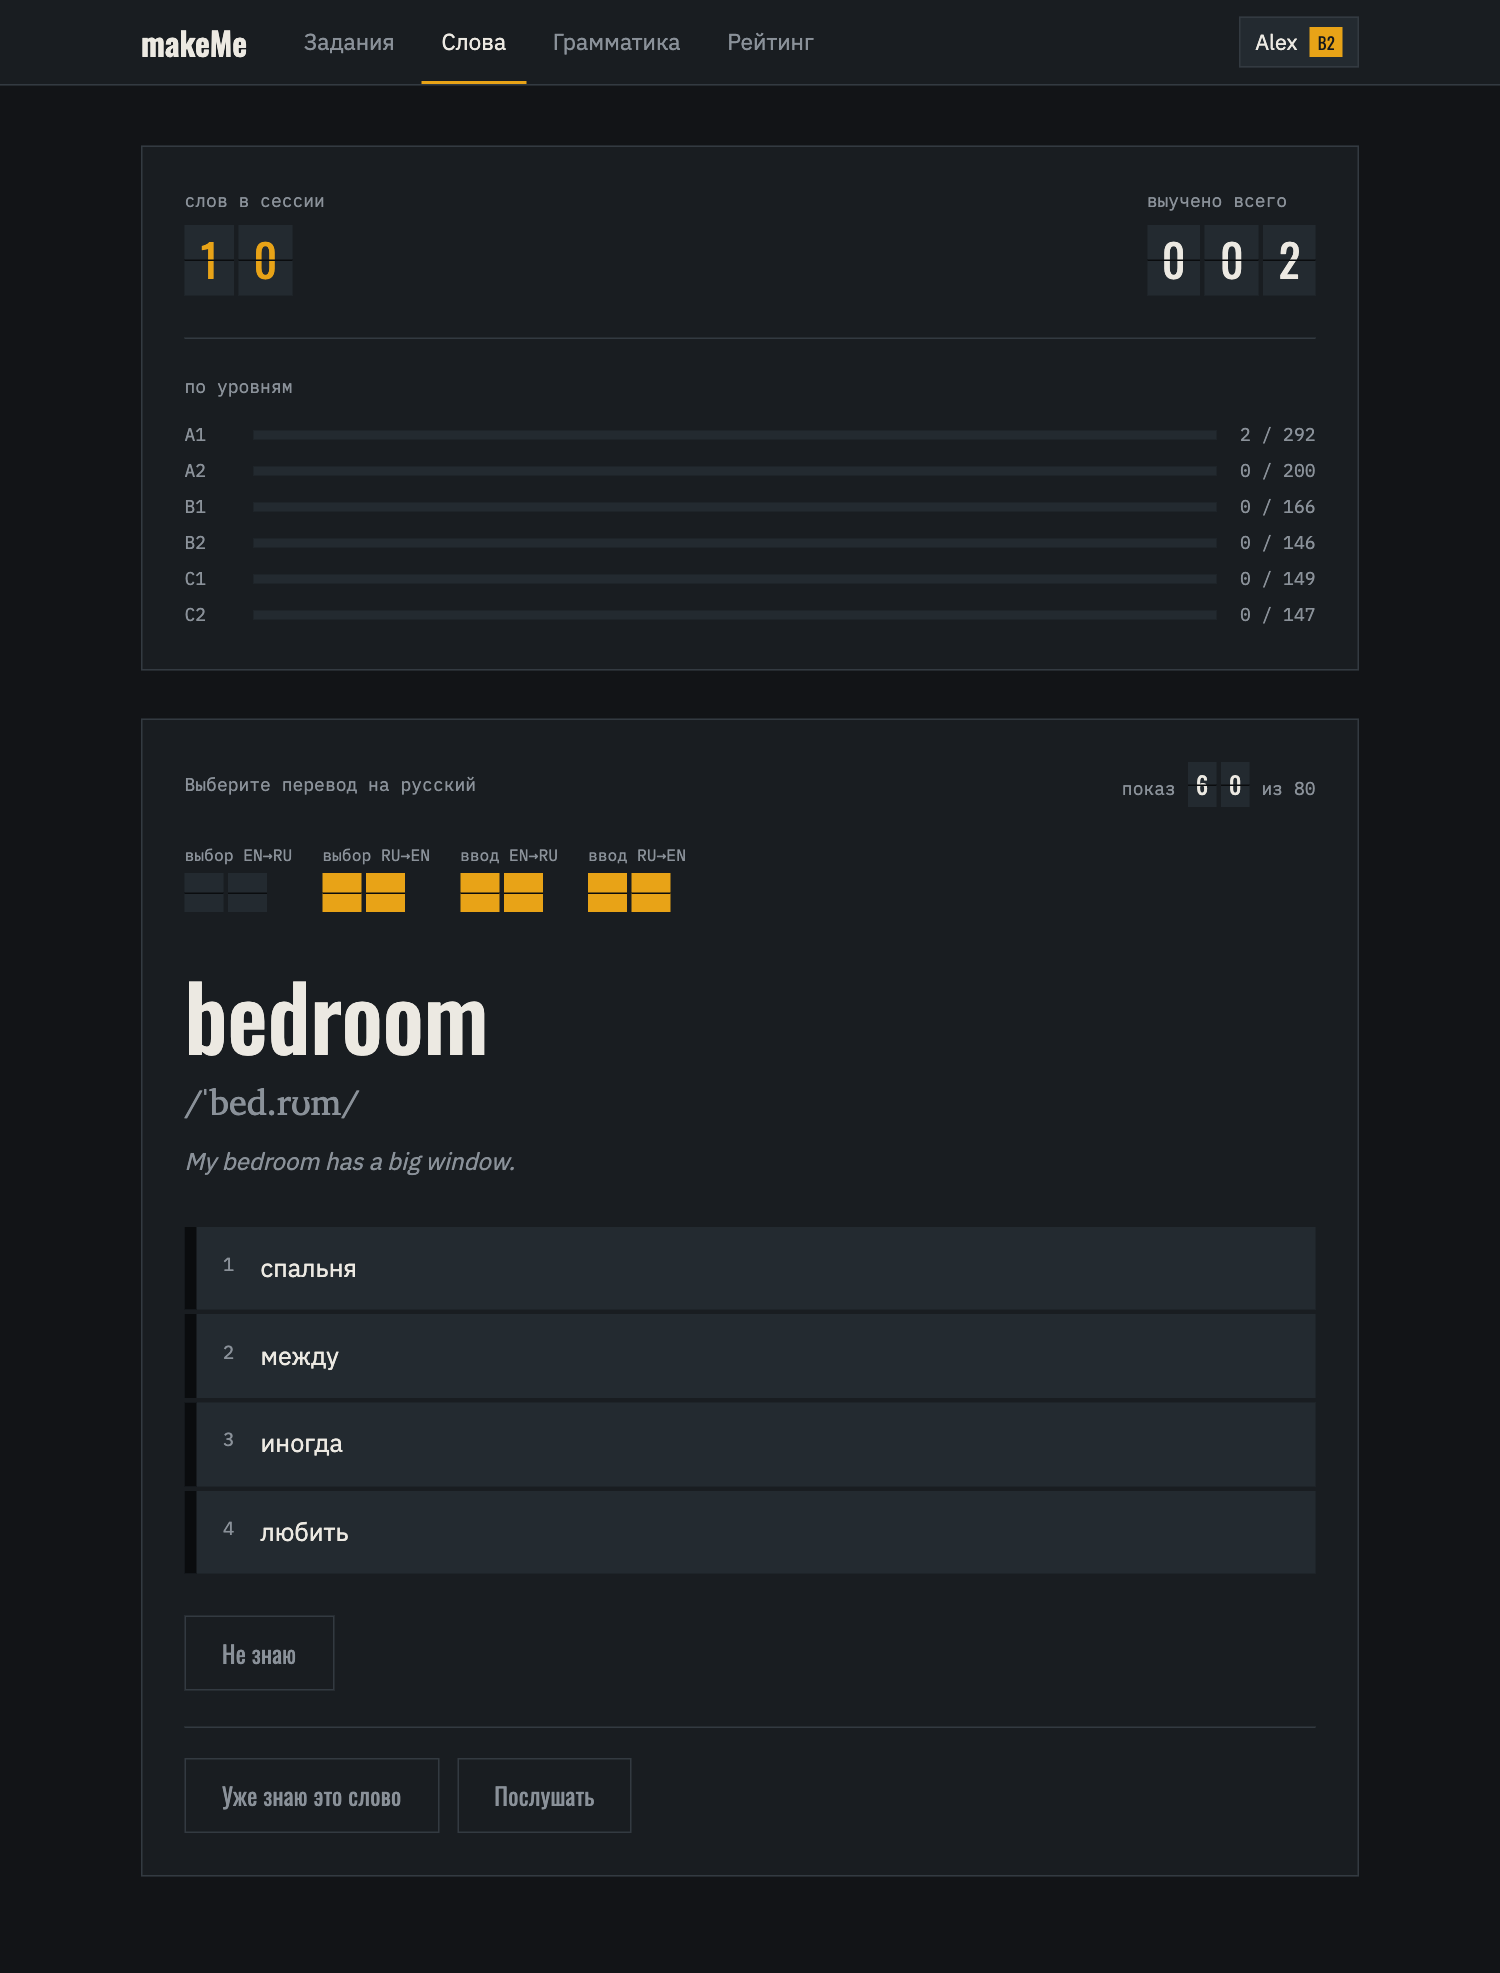 makeMe Задания Слова Грамматика Рейтинг Alex B2
слов в сессии выучено всего
10 002
по уровням
A1 2 / 292
A2 0 / 200
B1 0 / 166
B2 0 / 146
C1 0 / 149
C2 0 / 147
Выберите перевод на русский показ 60 из 80
выбор EN→RU выбор RU→EN ввод EN→RU ввод RU→EN
bedroom
/ˈbed.rʊm/
My bedroom has a big window.
1 спальня
2 между
3 иногда
4 любить
Не знаю
Уже знаю это слово Послушать